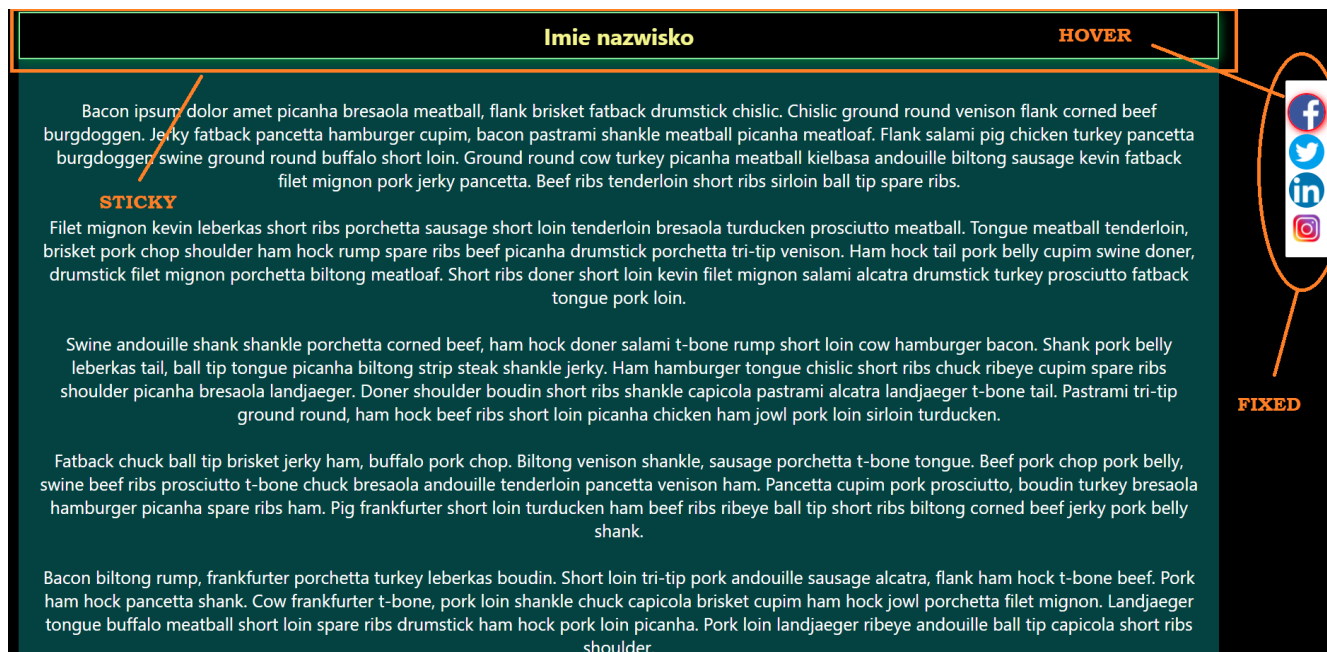 Imie nazwisko
HOVER
Bacon ipsum dolor amet picanha bresaola meatball, flank brisket fatback drumstick chislic. Chislic ground round venison flank corned beef
burgdoggen. Jerky fatback pancetta hamburger cupim, bacon pastrami shankle meatball picanha meatloaf. Flank salami pig chicken turkey pancetta
burgdoggen swine ground round buffalo short loin. Ground round cow turkey picanha meatball kielbasa andouille biltong sausage kevin fatback
filet mignon pork jerky pancetta. Beef ribs tenderloin short ribs sirloin ball tip spare ribs.
STICKY
Filet mignon kevin leberkas short ribs porchetta sausage short loin tenderloin bresaola turducken prosciutto meatball. Tongue meatball tenderloin,
brisket pork chop shoulder ham hock rump spare ribs beef picanha drumstick porchetta tri-tip venison. Ham hock tail pork belly cupim swine doner,
drumstick filet mignon porchetta biltong meatloaf. Short ribs doner short loin kevin filet mignon salami alcatra drumstick turkey prosciutto fatback
tongue pork loin.
Swine andouille shank shankle porchetta corned beef, ham hock doner salami t-bone rump short loin cow hamburger bacon. Shank pork belly
leberkas tail, ball tip tongue picanha biltong strip steak shankle jerky. Ham hamburger tongue chislic short ribs chuck ribeye cupim spare ribs
shoulder picanha bresaola landjaeger. Doner shoulder boudin short ribs shankle capicola pastrami alcatra landjaeger t-bone tail. Pastrami tri-tip
ground round, ham hock beef ribs short loin picanha chicken ham jowl pork loin sirloin turducken.
FIXED
Fatback chuck ball tip brisket jerky ham, buffalo pork chop. Biltong venison shankle, sausage porchetta t-bone tongue. Beef pork chop pork belly,
swine beef ribs prosciutto t-bone chuck bresaola andouille tenderloin pancetta venison ham. Pancetta cupim pork prosciutto, boudin turkey bresaola
hamburger picanha spare ribs ham. Pig frankfurter short loin turducken ham beef ribs ribeye ball tip short ribs biltong corned beef jerky pork belly
shank.
Bacon biltong rump, frankfurter porchetta turkey leberkas boudin. Short loin tri-tip pork andouille sausage alcatra, flank ham hock t-bone beef. Pork
ham hock pancetta shank. Cow frankfurter t-bone, pork loin shankle chuck capicola brisket cupim ham hock jowl porchetta filet mignon. Landjaeger
tongue buffalo meatball short loin spare ribs drumstick ham hock pork loin picanha. Pork loin landjaeger ribeye andouille ball tip capicola short ribs
shoulder